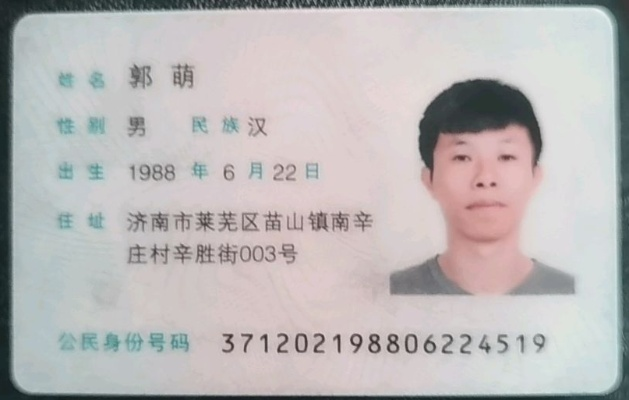 姓名 郭萌
性别 男 民族 汉
出生 1988 年 6 月 22 日
住址 济南市莱芜区苗山镇南辛
庄村辛胜街003号
公民身份号码 371202198806224519